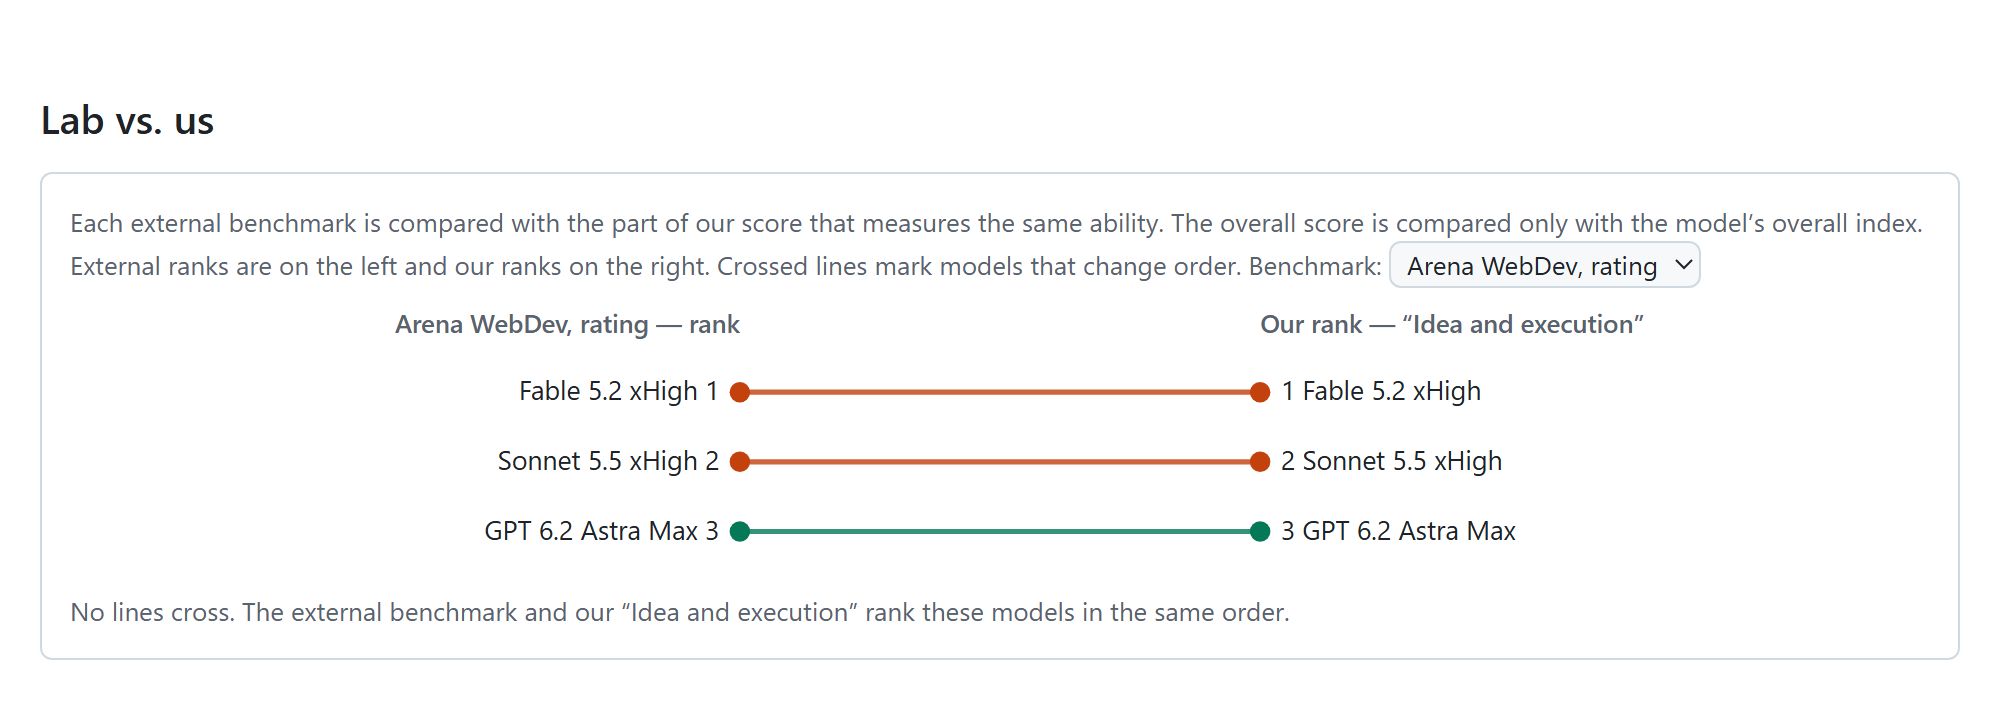 Lab vs. us
Each external benchmark is compared with the part of our score that measures the same ability. The overall score is compared only with the model’s overall index.
External ranks are on the left and our ranks on the right. Crossed lines mark models that change order. Benchmark: Arena WebDev, rating
Arena WebDev, rating — rank
Our rank — “Idea and execution”
Fable 5.2 xHigh 1
1 Fable 5.2 xHigh
Sonnet 5.5 xHigh 2
2 Sonnet 5.5 xHigh
GPT 6.2 Astra Max 3
3 GPT 6.2 Astra Max
No lines cross. The external benchmark and our “Idea and execution” rank these models in the same order.